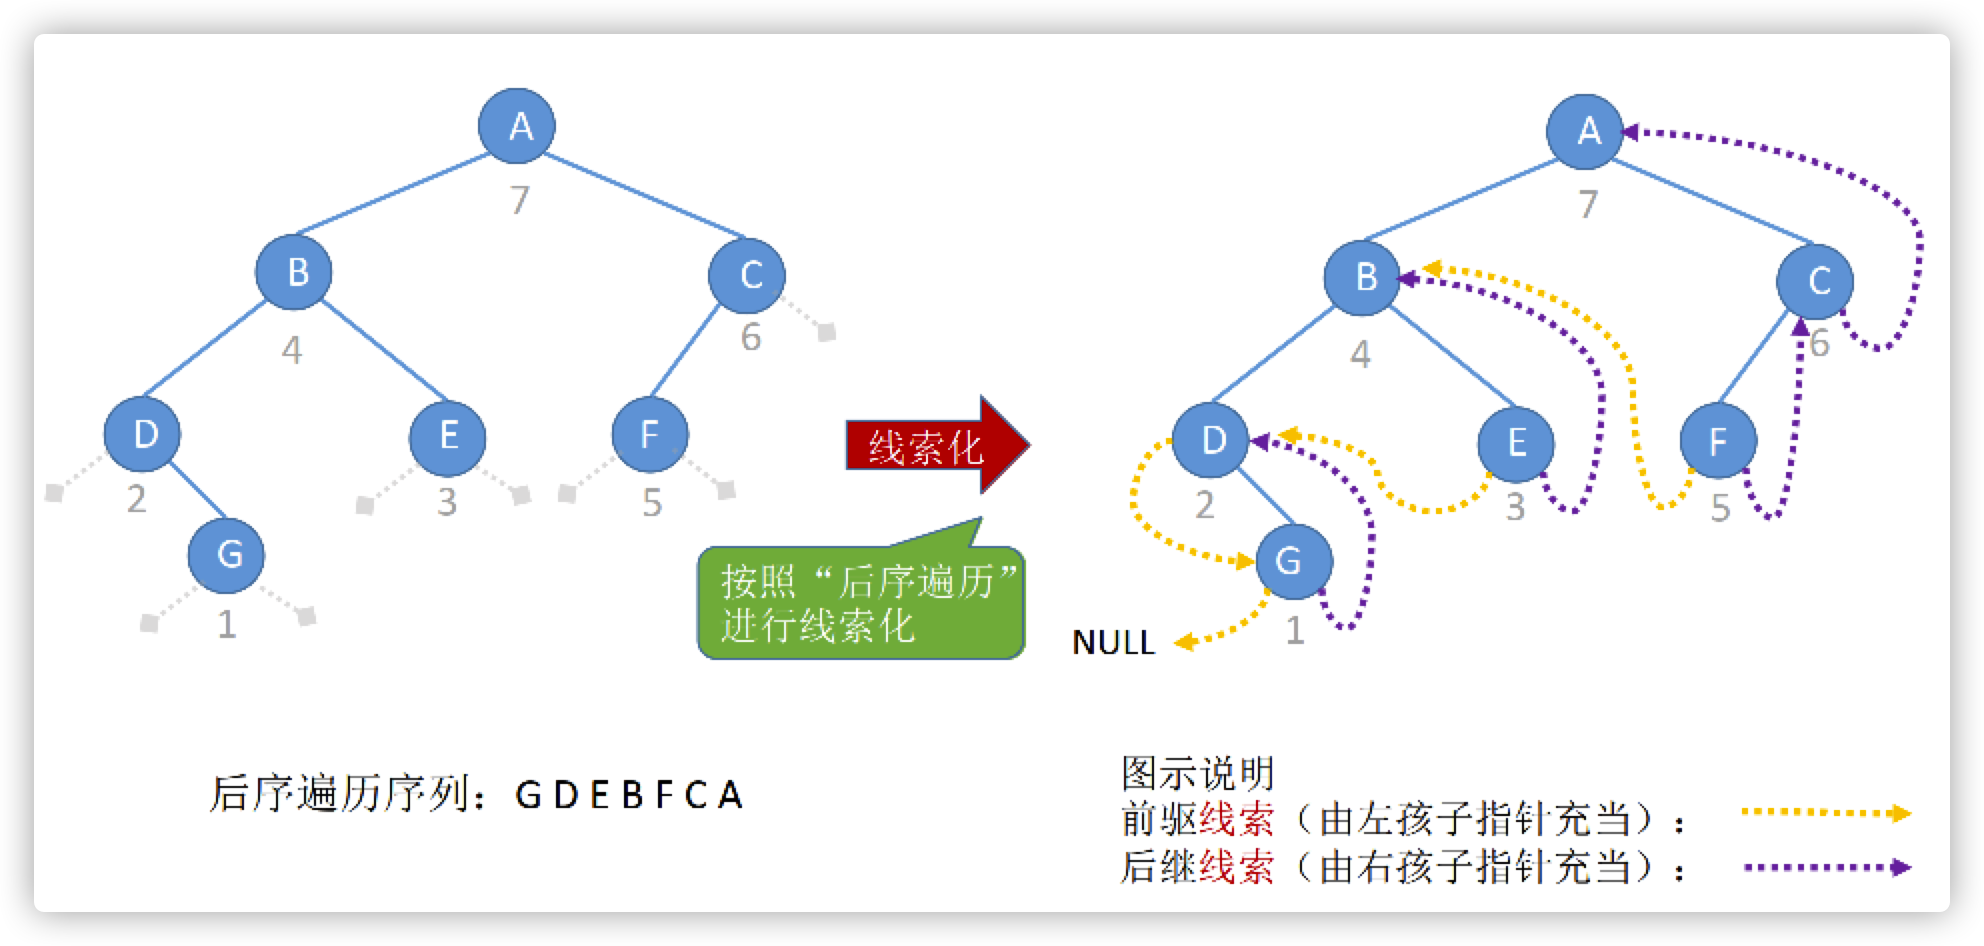 A
7
B
4
C
6
D
2
E
3
F
5
G
1
线索化
按照“后序遍历”
进行线索化
后序遍历序列：G D E B F C A
A
7
B
4
C
6
D
2
E
3
F
5
G
1
NULL
图示说明
前驱线索（由左孩子指针充当）：
后继线索（由右孩子指针充当）：